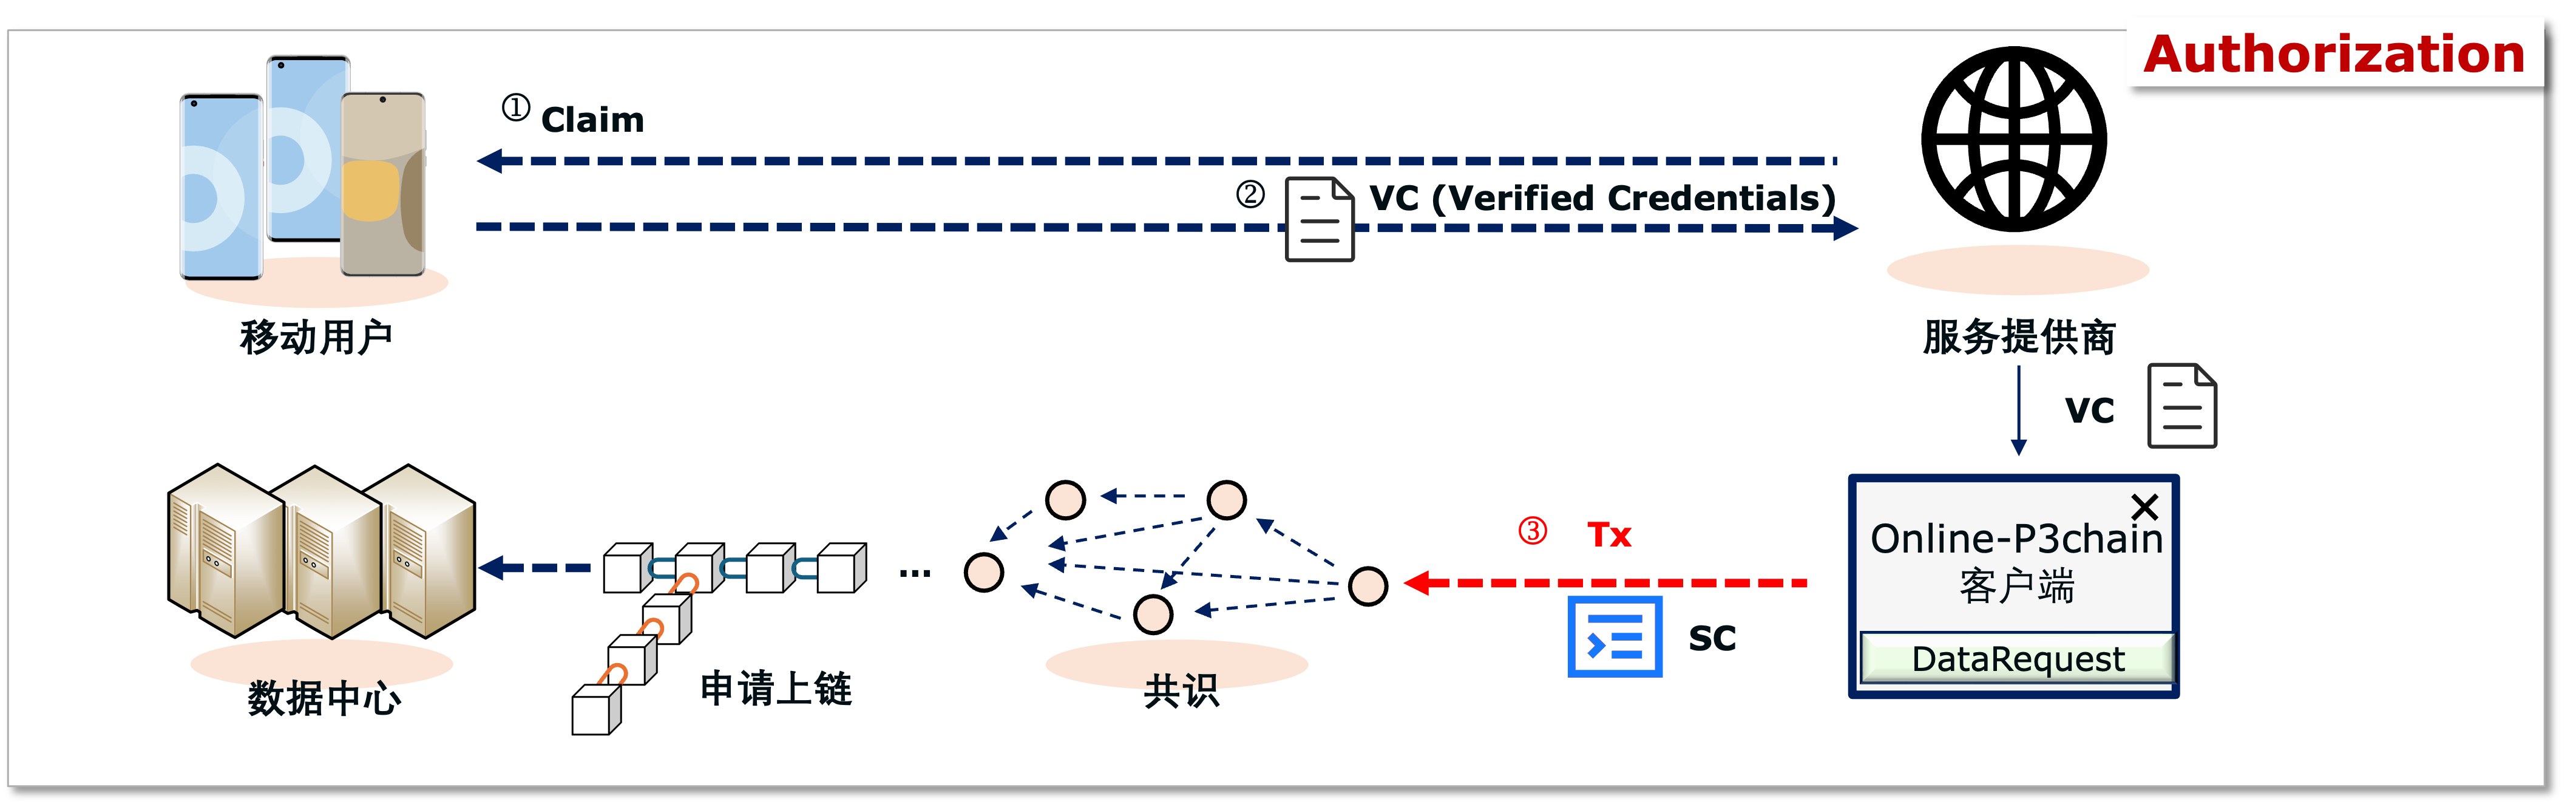 Authorization
① Claim
② VC (Verified Credentials)
移动用户
服务提供商
VC
③ Tx
SC
Online-P3chain
客户端
DataRequest
...
数据中心
申请上链
共识